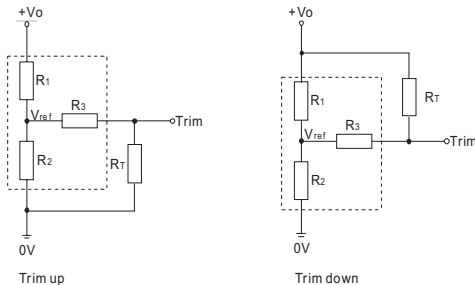 +Vo
R1
Vref
R3
Trim
R2
RT
0V
Trim up
+Vo
R1
RT
Vref
R3
Trim
R2
0V
Trim down